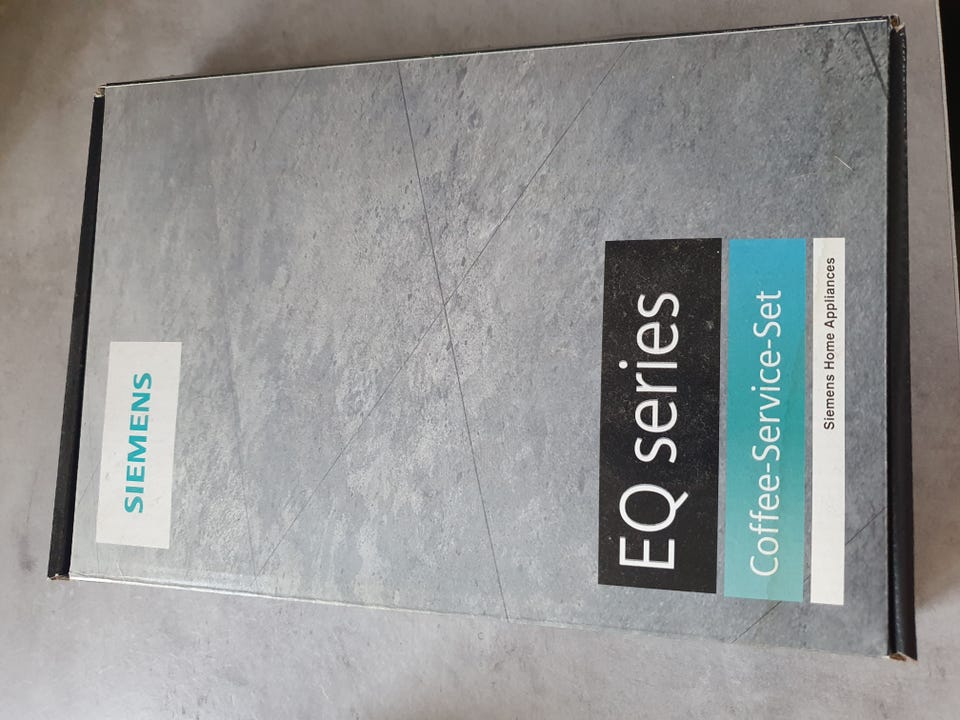 SIEMENS
EQ series
Coffee-Service-Set
Siemens Home Appliances